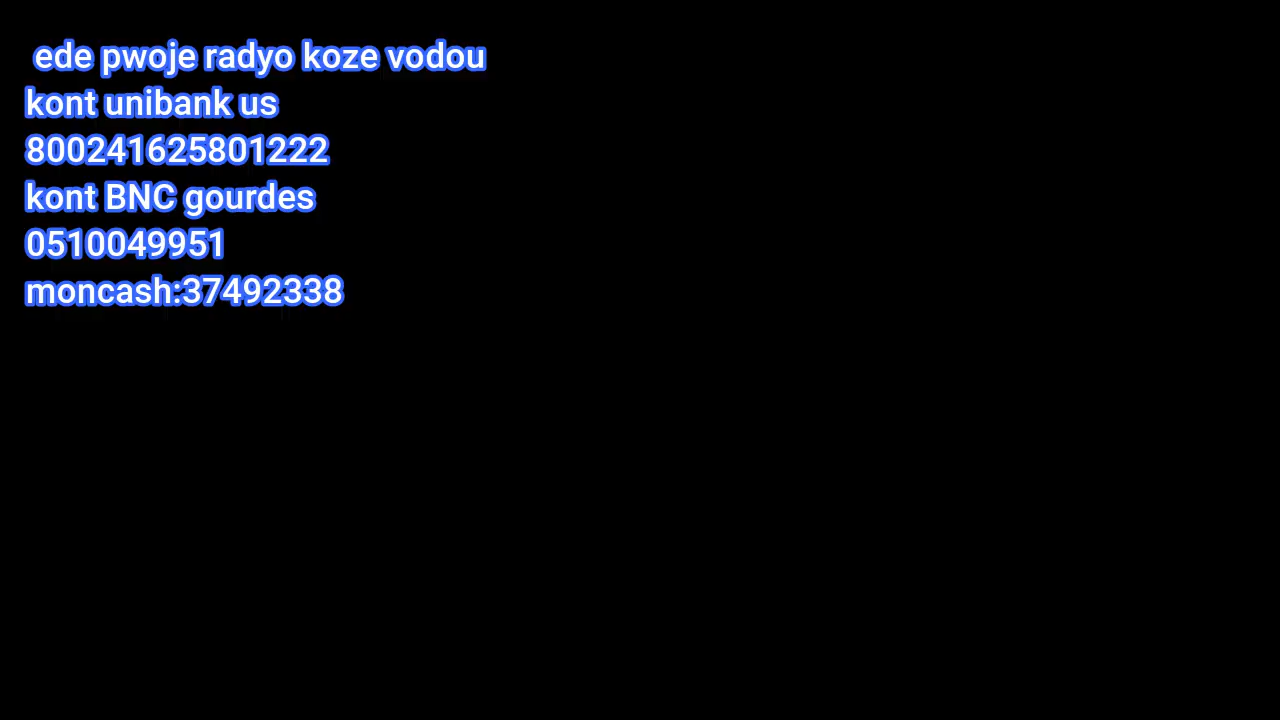 ede pwoje radyo koze vodou
kont unibank us
800241625801222
kont BNC gourdes
0510049951
moncash:37492338